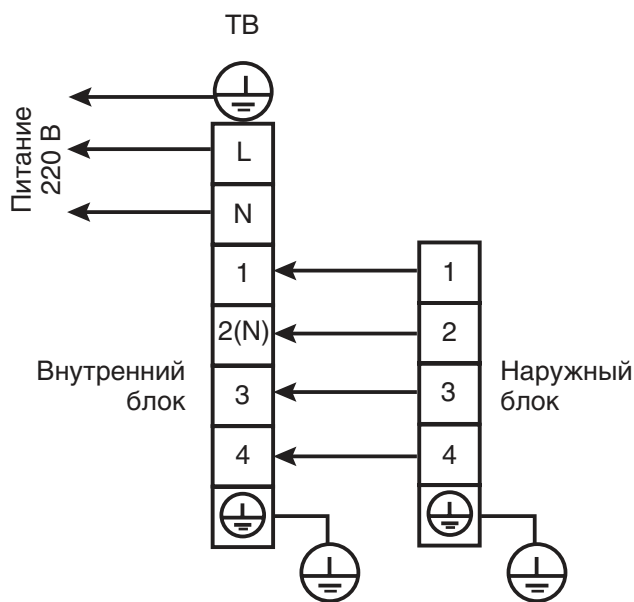 ТВ
Питание
220 В
L
N
1
1
2(N)
2
Внутренний
блок
3
3
Наружный
блок
4
4